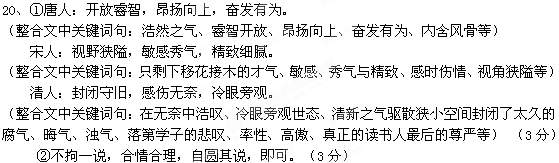 20、①唐人：开放睿智，昂扬向上，奋发有为。
（整合文中关键词句：浩然之气、睿智开放、昂扬向上、奋发有为、内含风骨等）
宋人：视野狭隘，敏感秀气，精致细腻。
（整合文中关键词句：只剩下移花接木的才气、敏感、秀气与精致、感时伤情、视角狭隘等）
清人：封闭守旧，感伤无奈，冷眼旁观。
（整合文中关键词句：在无奈中浩叹、冷眼旁观世态、清新之气驱散狭小空间封闭了太久的
腐气、晦气、浊气、落第学子的悲叹、率性、高傲、真正的读书人最后的尊严等）（3分）
②不拘一说，合情合理，自圆其说，即可。（3分）